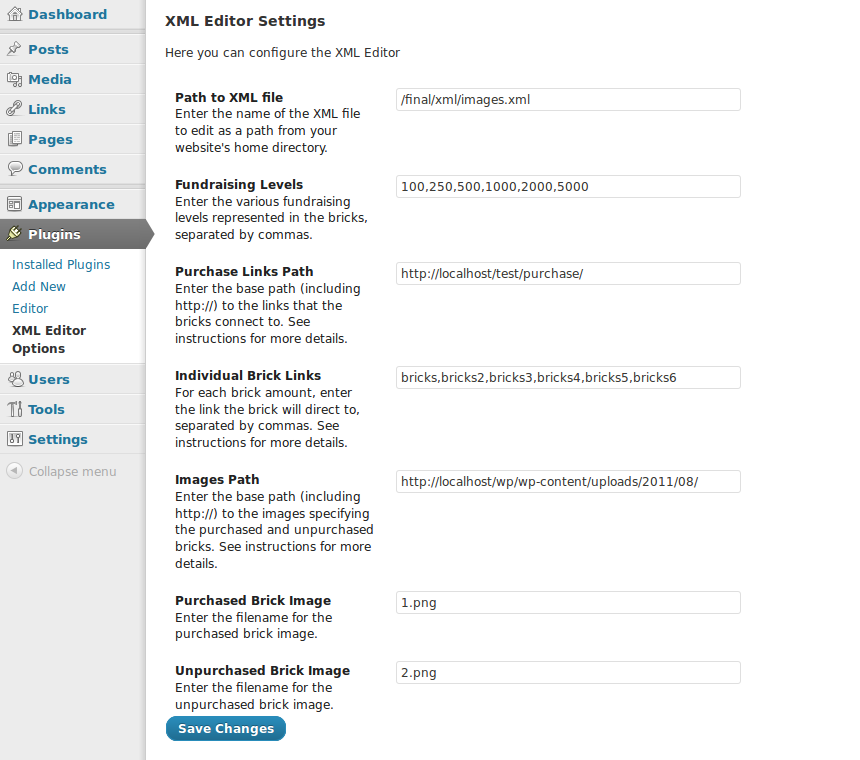 Dashboard
Posts
Media
Links
Pages
Comments
Appearance
Plugins
Installed Plugins
Add New
Editor
XML Editor
Options
Users
Tools
Settings
Collapse menu
XML Editor Settings
Here you can configure the XML Editor
Path to XML file
Enter the name of the XML file
to edit as a path from your
website's home directory.
/final/xml/images.xml
Fundraising Levels
Enter the various fundraising
levels represented in the bricks,
separated by commas.
100,250,500,1000,2000,5000
Purchase Links Path
Enter the base path (including
http://) to the links that the
bricks connect to. See
instructions for more details.
http://localhost/test/purchase/
Individual Brick Links
For each brick amount, enter
the link the brick will direct to,
separated by commas. See
instructions for more details.
bricks,bricks2,bricks3,bricks4,bricks5,bricks6
Images Path
Enter the base path (including
http://) to the images specifying
the purchased and unpurchased
bricks. See instructions for more
details.
http://localhost/wp/wp-content/uploads/2011/08/
Purchased Brick Image
Enter the filename for the
purchased brick image.
1.png
Unpurchased Brick Image
Enter the filename for the
unpurchased brick image.
2.png
Save Changes